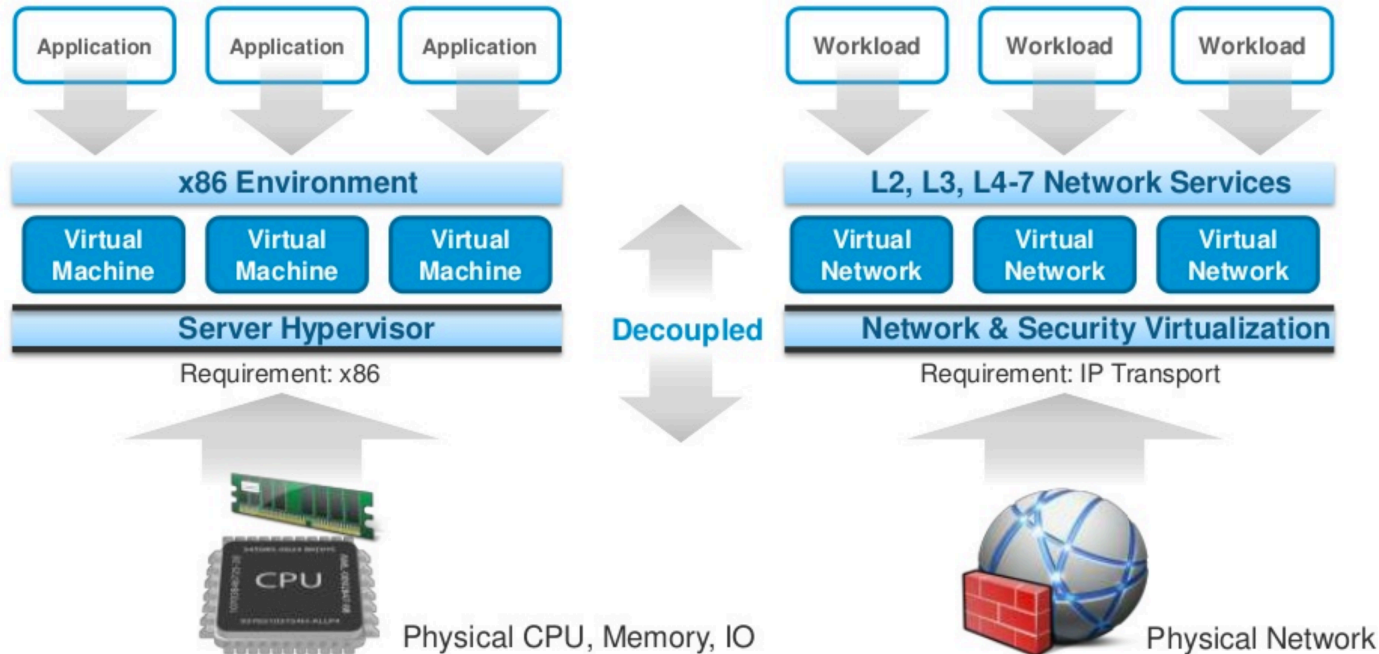 Application
Application
Application
x86 Environment
Virtual
Machine
Virtual
Machine
Virtual
Machine
Server Hypervisor
Requirement: x86
CPU
Physical CPU, Memory, IO
Decoupled
Workload
Workload
Workload
L2, L3, L4-7 Network Services
Virtual
Network
Virtual
Network
Virtual
Network
Network & Security Virtualization
Requirement: IP Transport
Physical Network